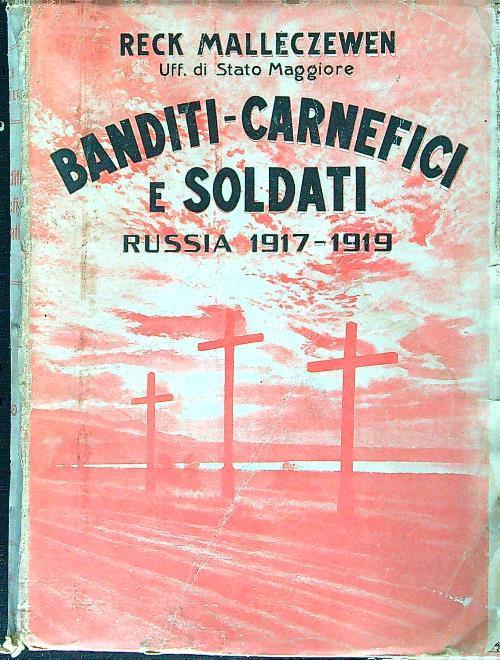 RECK MALLECZEWEN
Uff. di Stato Maggiore
BANDITI-CARNEFICI
E SOLDATI
RUSSIA 1917-1919